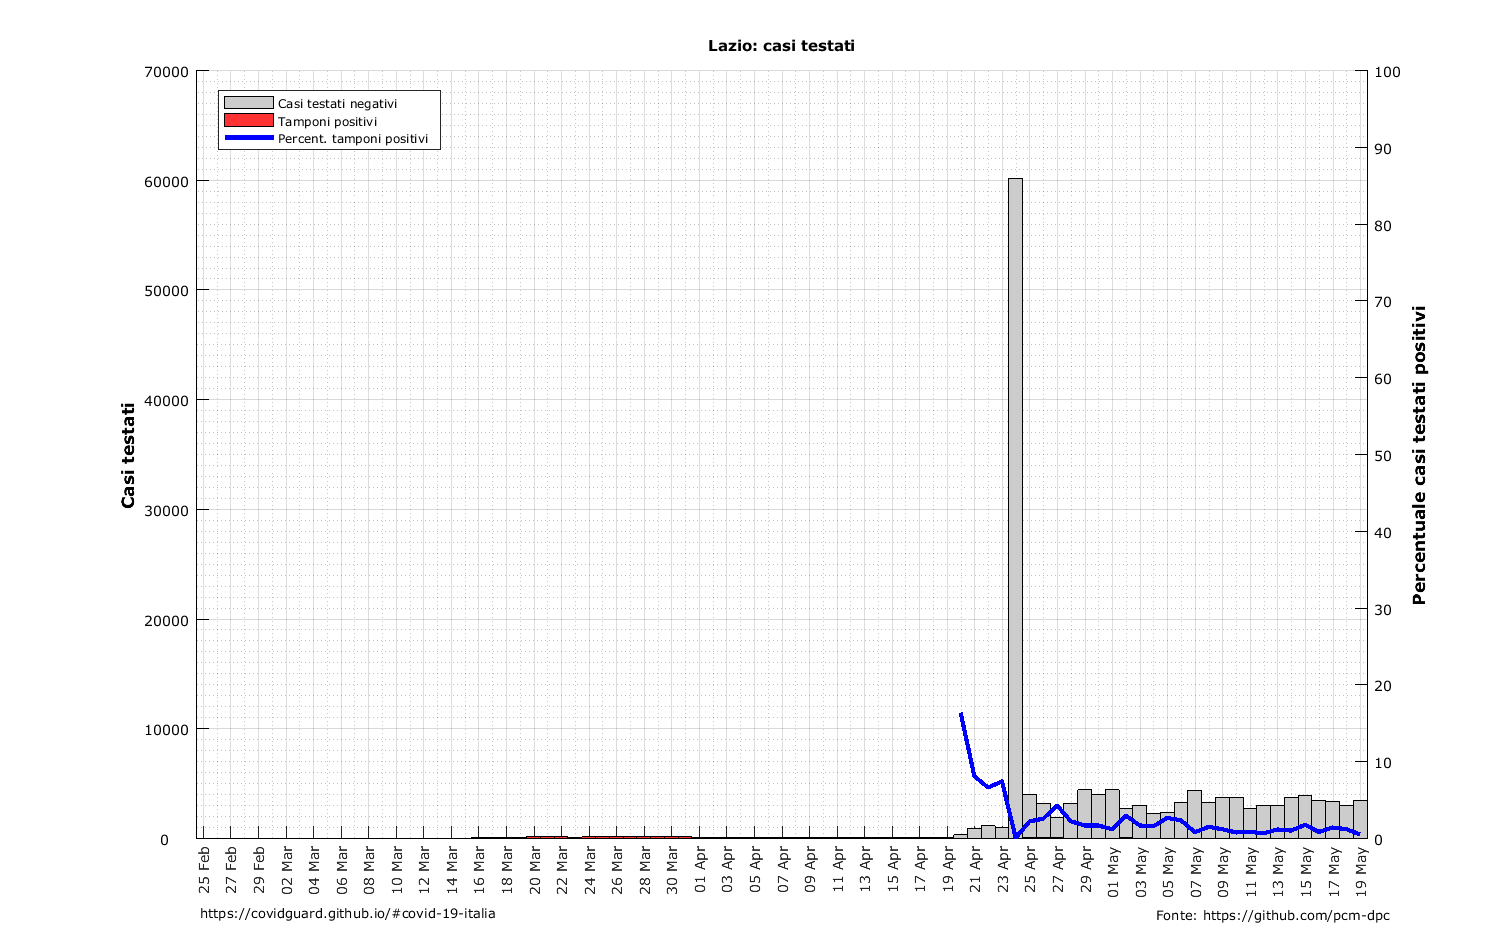 Lazio: casi testati
70000
60000
50000
40000
30000
20000
10000
0
Casi testati
Casi testati negativi
Tamponi positivi
Percent. tamponi positivi
100
90
80
70
60
50
40
30
20
10
0
Percentuale casi testati positivi
25 Feb
27 Feb
29 Feb
02 Mar
04 Mar
06 Mar
08 Mar
10 Mar
12 Mar
14 Mar
16 Mar
18 Mar
20 Mar
22 Mar
24 Mar
26 Mar
28 Mar
30 Mar
01 Apr
03 Apr
05 Apr
07 Apr
09 Apr
11 Apr
13 Apr
15 Apr
17 Apr
19 Apr
21 Apr
23 Apr
25 Apr
27 Apr
29 Apr
01 May
03 May
05 May
07 May
09 May
11 May
13 May
15 May
17 May
19 May
https://covidguard.github.io/#covid-19-italia
Fonte: https://github.com/pcm-dpc